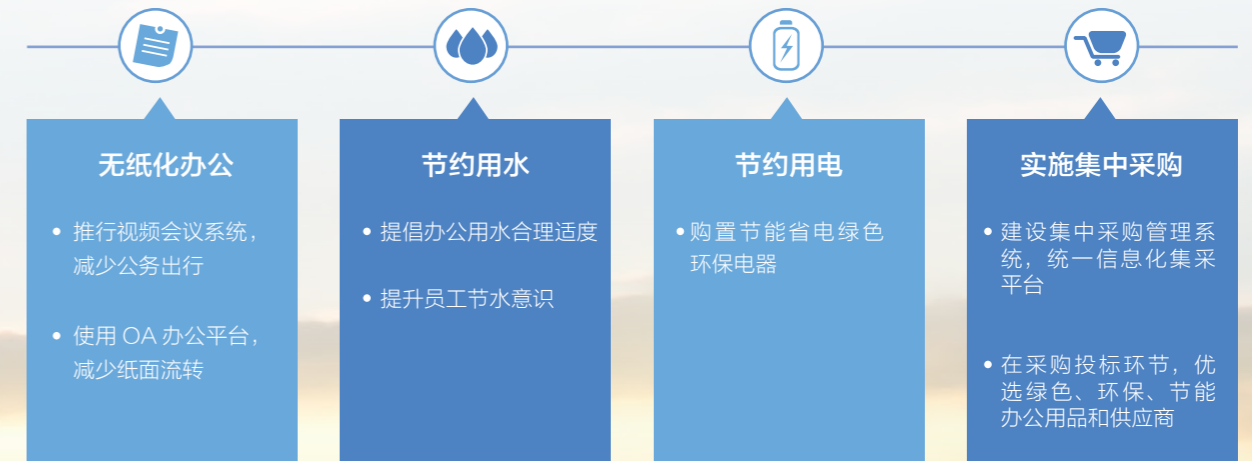 无纸化办公
• 推行视频会议系统，
减少公务出行
• 使用 OA 办公平台，
减少纸面流转
节约用水
• 提倡办公用水合理适度
• 提升员工节水意识
节约用电
• 购置节能省电绿色
环保电器
实施集中采购
• 建设集中采购管理系
统，统一信息化集采
平台
• 在采购投标环节，优
选绿色、环保、节能
办公用品和供应商